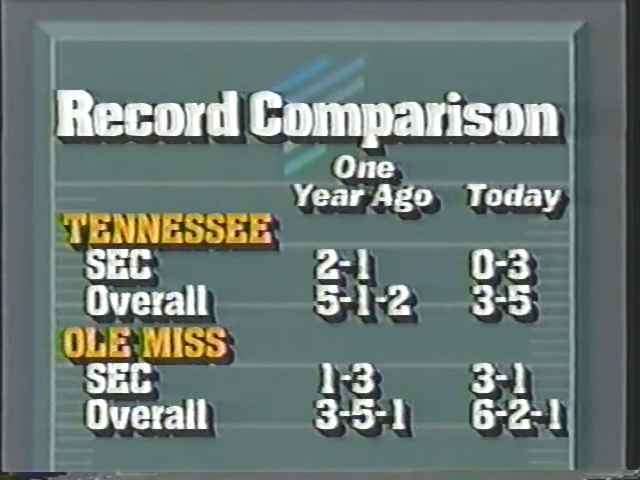 Record Comparison
One
Year Ago Today
TENNESSEE
SEC 2-1 0-3
Overall 5-1-2 3-5
OLE MISS
SEC 1-3 3-1
Overall 3-5-1 6-2-1